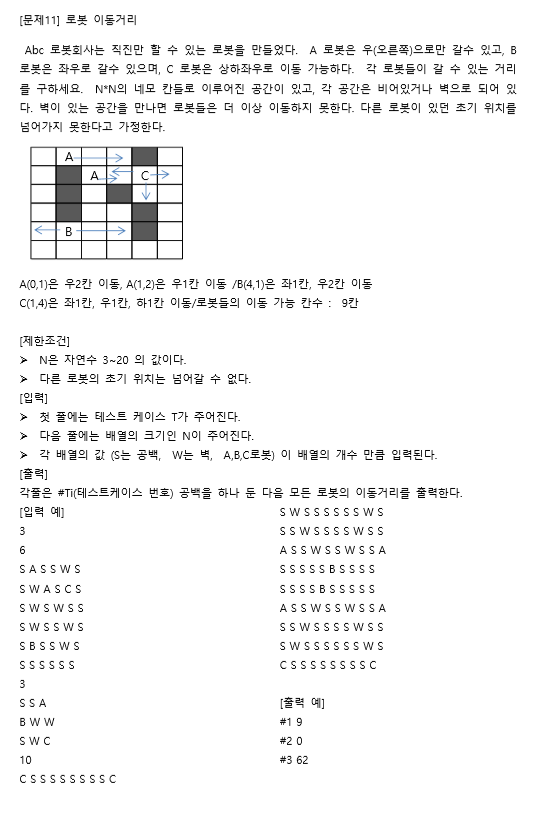 [문제11] 로봇 이동거리
Abc 로봇회사는 직진만 할 수 있는 로봇을 만들었다. A 로봇은 우(오른쪽)으로만 갈수 있고, B
로봇은 좌우로 갈수 있으며, C 로봇은 상하좌우로 이동 가능하다. 각 로봇들이 갈 수 있는 거리
를 구하세요. N*N의 네모 칸들로 이루어진 공간이 있고, 각 공간은 비어있거나 벽으로 되어 있
다. 벽이 있는 공간을 만나면 로봇들은 더 이상 이동하지 못한다. 다른 로봇이 있던 초기 위치를
넘어가지 못한다고 가정한다.
A
A C
B
A(0,1)은 우2칸 이동, A(1,2)은 우1칸 이동 /B(4,1)은 좌1칸, 우2칸 이동
C(1,4)은 좌1칸, 우1칸, 하1칸 이동/로봇들의 이동 가능 칸수 : 9칸
[제한조건]
➢ N은 자연수 3~20 의 값이다.
➢ 다른 로봇의 초기 위치는 넘어갈 수 없다.
[입력]
➢ 첫 풀에는 테스트 케이스 T가 주어진다.
➢ 다음 풀에는 배열의 크기인 N이 주어진다.
➢ 각 배열의 값 (S는 공백, W는 벽, A,B,C로봇) 이 배열의 개수 만큼 입력된다.
[출력]
각줄은 #Ti(테스트케이스 번호) 공백을 하나 둔 다음 모든 로봇의 이동거리를 출력한다.
[입력 예]
3
6
S A S S W S
S W A S C S
S W S W S S
S W S S W S
S B S S W S
S S S S S S
3
S S A
B W W
S W C
10
C S S S S S S S S C
S W S S S S S S W S
S S W S S S S W S S
A S S W S S W S S A
S S S S S B S S S S
S S S S B S S S S S
A S S W S S W S S A
S S W S S S S W S S
S W S S S S S S W S
C S S S S S S S S C
[출력 예]
#1 9
#2 0
#3 62